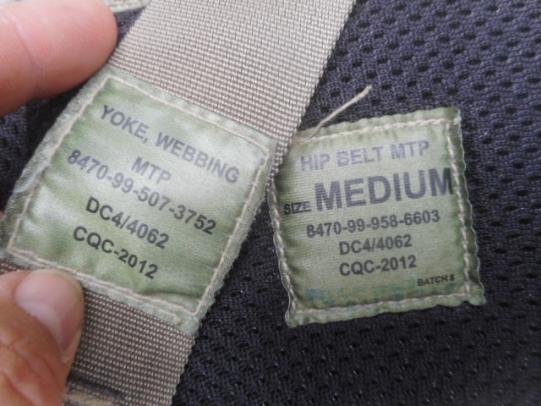 YOKE, WEBBING
MTP
8470-99-507-3752
DC4/4062
CQC-2012
HIP BELT MTP
SIZE MEDIUM
8470-99-958-6603
DC4/4062
CQC-2012
BATCH 8